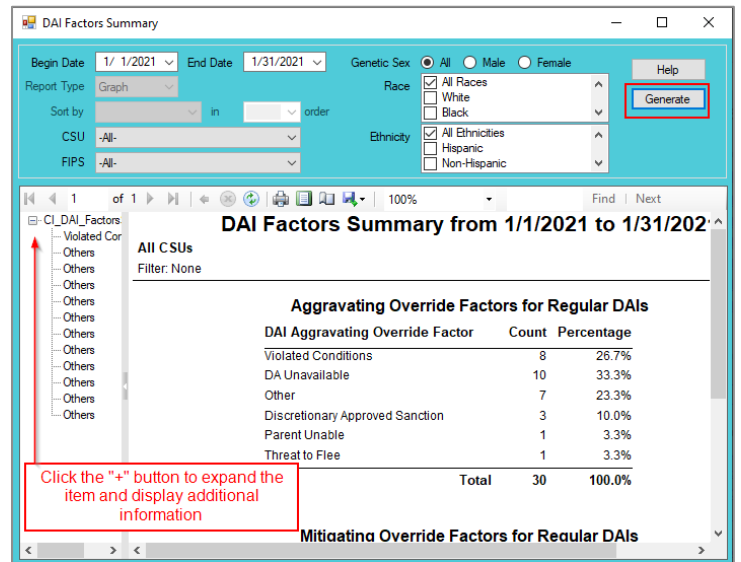 DAI Factors Summary
Begin Date 1/ 1/2021 End Date 1/31/2021 Genetic Sex All Male Female Help
Report Type Graph Race All Races
White
Black
Generate
Sort by in order
CSU -All- Ethnicity All Ethnicities
Hispanic
Non-Hispanic
FIPS -All-
1 of 1 100% Find | Next
CI_DAI_Factors
Violated Cor
Others
Others
Others
Others
Others
Others
Others
Others
Others
Others
Others
DAI Factors Summary from 1/1/2021 to 1/31/202
All CSUs
Filter: None
Aggravating Override Factors for Regular DAIs
DAI Aggravating Override Factor Count Percentage
Violated Conditions 8 26.7%
DA Unavailable 10 33.3%
Other 7 23.3%
Discretionary Approved Sanction 3 10.0%
Parent Unable 1 3.3%
Threat to Flee 1 3.3%
Total 30 100.0%
Click the "+" button to expand the
item and display additional
information
Mitigating Override Factors for Regular DAIs